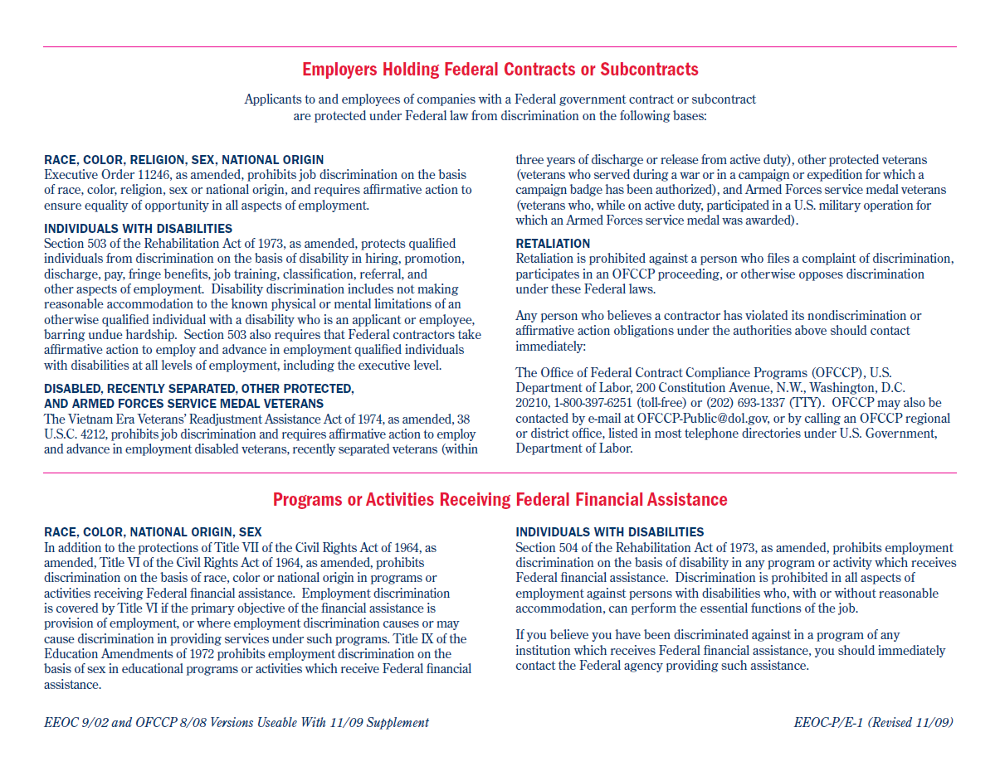 Employers Holding Federal Contracts or Subcontracts
Applicants to and employees of companies with a Federal government contract or subcontract
are protected under Federal law from discrimination on the following bases:
RACE, COLOR, RELIGION, SEX, NATIONAL ORIGIN
Executive Order 11246, as amended, prohibits job discrimination on the basis
of race, color, religion, sex or national origin, and requires affirmative action to
ensure equality of opportunity in all aspects of employment.
INDIVIDUALS WITH DISABILITIES
Section 503 of the Rehabilitation Act of 1973, as amended, protects qualified
individuals from discrimination on the basis of disability in hiring, promotion,
discharge, pay, fringe benefits, job training, classification, referral, and
other aspects of employment.  Disability discrimination includes not making
reasonable accommodation to the known physical or mental limitations of an
otherwise qualified individual with a disability who is an applicant or employee,
barring undue hardship.  Section 503 also requires that Federal contractors take
affirmative action to employ and advance in employment qualified individuals
with disabilities at all levels of employment, including the executive level.
DISABLED, RECENTLY SEPARATED, OTHER PROTECTED,
AND ARMED FORCES SERVICE MEDAL VETERANS
The Vietnam Era Veterans' Readjustment Assistance Act of 1974, as amended, 38
U.S.C. 4212, prohibits job discrimination and requires affirmative action to employ
and advance in employment disabled veterans, recently separated veterans (within
three years of discharge or release from active duty), other protected veterans
(veterans who served during a war or in a campaign or expedition for which a
campaign badge has been authorized), and Armed Forces service medal veterans
(veterans who, while on active duty, participated in a U.S. military operation for
which an Armed Forces service medal was awarded).
RETALIATION
Retaliation is prohibited against a person who files a complaint of discrimination,
participates in an OFCCP proceeding, or otherwise opposes discrimination
under these Federal laws.
Any person who believes a contractor has violated its nondiscrimination or
affirmative action obligations under the authorities above should contact
immediately:
The Office of Federal Contract Compliance Programs (OFCCP), U.S.
Department of Labor, 200 Constitution Avenue, N.W., Washington, D.C.
20210, 1-800-397-6251 (toll-free) or (202) 693-1337 (TTY).  OFCCP may also be
contacted by e-mail at OFCCP-Public@dol.gov, or by calling an OFCCP regional
or district office, listed in most telephone directories under U.S. Government,
Department of Labor.
Programs or Activities Receiving Federal Financial Assistance
RACE, COLOR, NATIONAL ORIGIN, SEX
In addition to the protections of Title VII of the Civil Rights Act of 1964, as
amended, Title VI of the Civil Rights Act of 1964, as amended, prohibits
discrimination on the basis of race, color or national origin in programs or
activities receiving Federal financial assistance.  Employment discrimination
is covered by Title VI if the primary objective of the financial assistance is
provision of employment, or where employment discrimination causes or may
cause discrimination in providing services under such programs. Title IX of the
Education Amendments of 1972 prohibits employment discrimination on the
basis of sex in educational programs or activities which receive Federal financial
assistance.
INDIVIDUALS WITH DISABILITIES
Section 504 of the Rehabilitation Act of 1973, as amended, prohibits employment
discrimination on the basis of disability in any program or activity which receives
Federal financial assistance.  Discrimination is prohibited in all aspects of
employment against persons with disabilities who, with or without reasonable
accommodation, can perform the essential functions of the job.
If you believe you have been discriminated against in a program of any
institution which receives Federal financial assistance, you should immediately
contact the Federal agency providing such assistance.
EEOC 9/02 and OFCCP 8/08 Versions Useable With 11/09 Supplement
EEOC-P/E-1 (Revised 11/09)